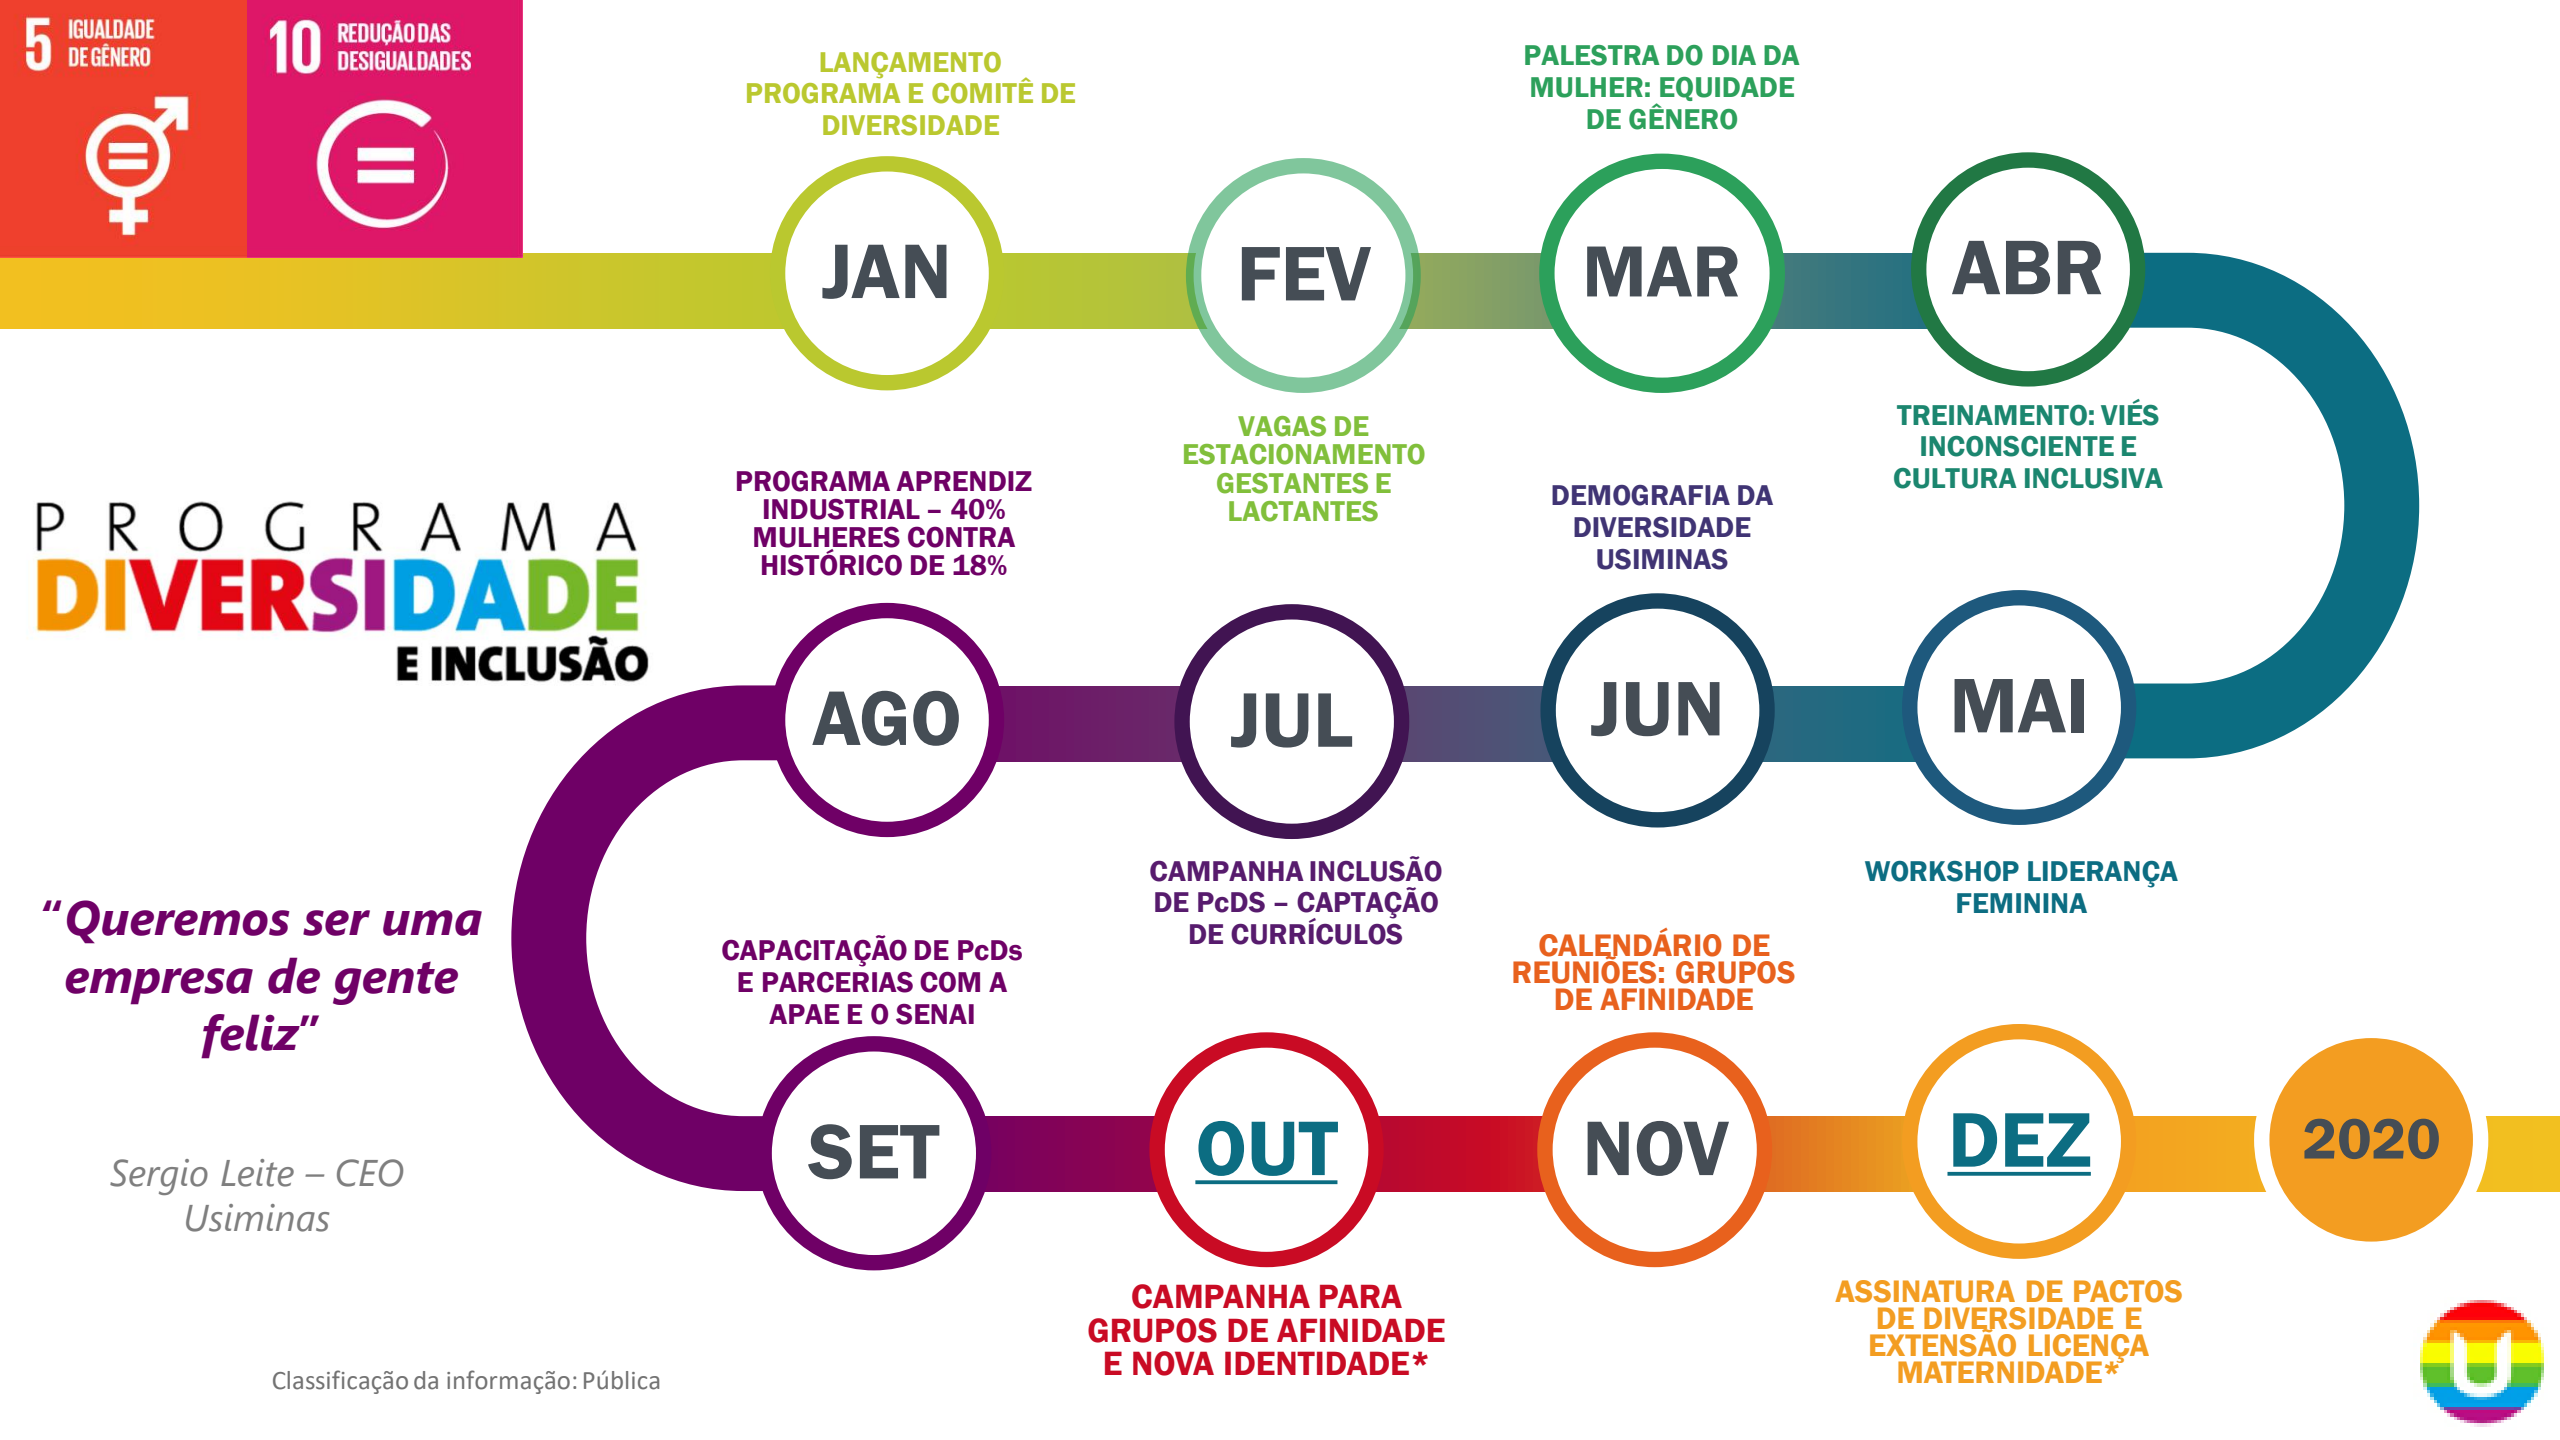 5 IGUALDADE
DE GÊNERO
10 REDUÇÃO DAS
DESIGUALDADES
LANÇAMENTO
PROGRAMA E COMITÊ DE
DIVERSIDADE
JAN
FEV
VAGAS DE
ESTACIONAMENTO
GESTANTES E
LACTANTES
PALESTRA DO DIA DA
MULHER: EQUIDADE
DE GÊNERO
MAR
ABR
TREINAMENTO: VIÉS
INCONSCIENTE E
CULTURA INCLUSIVA
PROGRAMA
DIVERSIDADE
E INCLUSÃO
PROGRAMA APRENDIZ
INDUSTRIAL – 40%
MULHERES CONTRA
HISTÓRICO DE 18%
AGO
JUL
CAMPANHA INCLUSÃO
DE PcDS – CAPTAÇÃO
DE CURRÍCULOS
DEMOGRAFIA DA
DIVERSIDADE
USIMINAS
JUN
MAI
WORKSHOP LIDERANÇA
FEMININA
“Queremos ser uma
empresa de gente
feliz”
Sergio Leite – CEO
Usiminas
CAPACITAÇÃO DE PcDs
E PARCERIAS COM A
APAE E O SENAI
SET
OUT
CAMPANHA PARA
GRUPOS DE AFINIDADE
E NOVA IDENTIDADE*
CALENDÁRIO DE
REUNIÕES: GRUPOS
DE AFINIDADE
NOV
DEZ
ASSINATURA DE PACTOS
DE DIVERSIDADE E
EXTENSÃO LICENÇA
MATERNIDADE*
2020
Classificação da informação: Pública
U